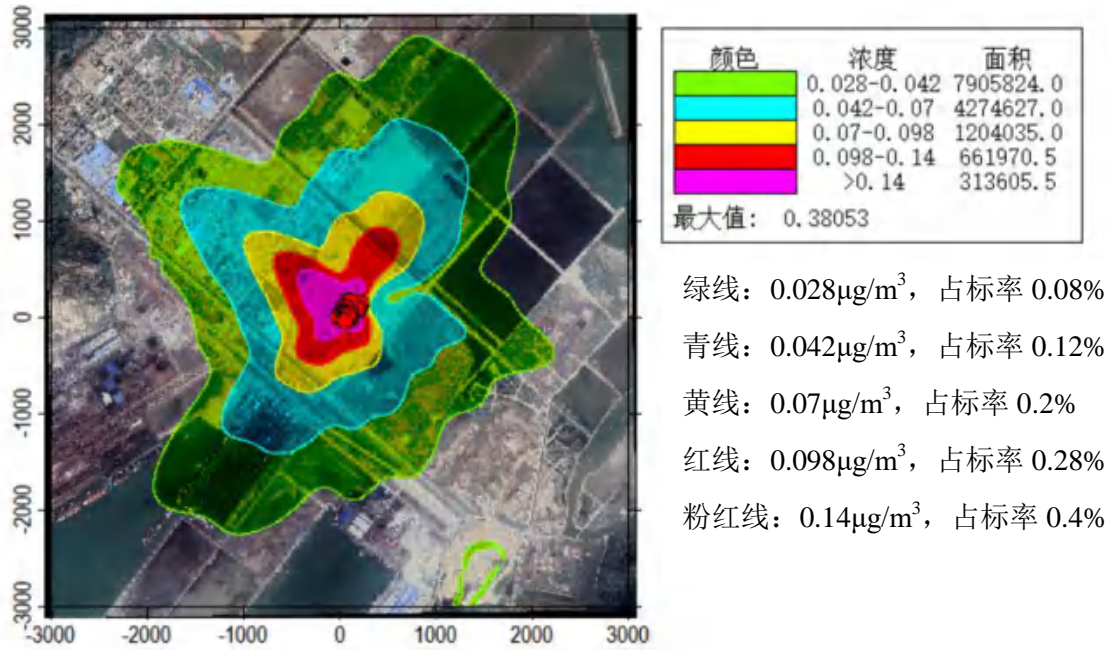 3000
2000
1000
0
-1000
-2000
-3000
-3000 -2000 -1000 0 1000 2000 3000
颜色 浓度 面积
0.028-0.042 7905824.0
0.042-0.07 4274627.0
0.07-0.098 1204035.0
0.098-0.14 661970.5
>0.14 313605.5
最大值: 0.38053
绿线：0.028μg/m³，占标率 0.08%
青线：0.042μg/m³，占标率 0.12%
黄线：0.07μg/m³，占标率 0.2%
红线：0.098μg/m³，占标率 0.28%
粉红线：0.14μg/m³，占标率 0.4%